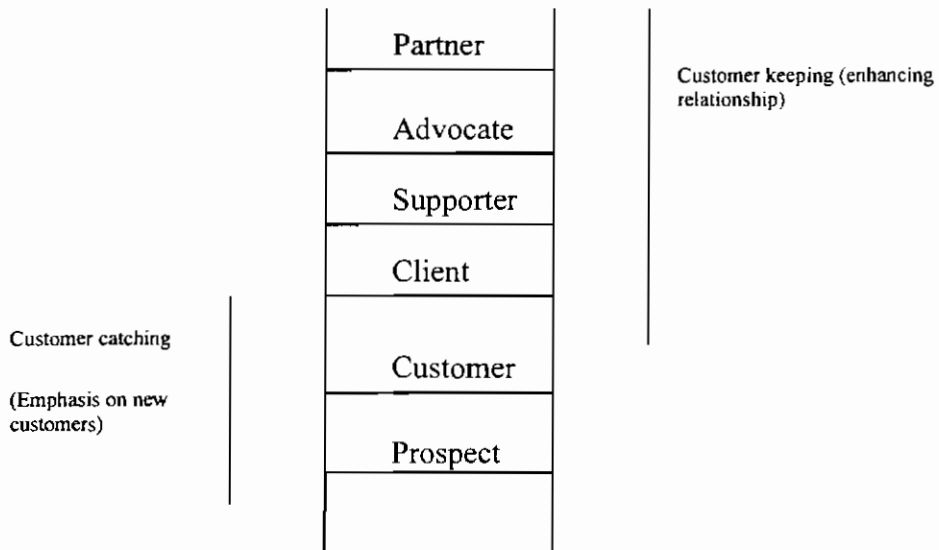 Partner
Customer keeping (enhancing
relationship)
Advocate
Supporter
Client
Customer catching
Customer
(Emphasis on new
customers)
Prospect